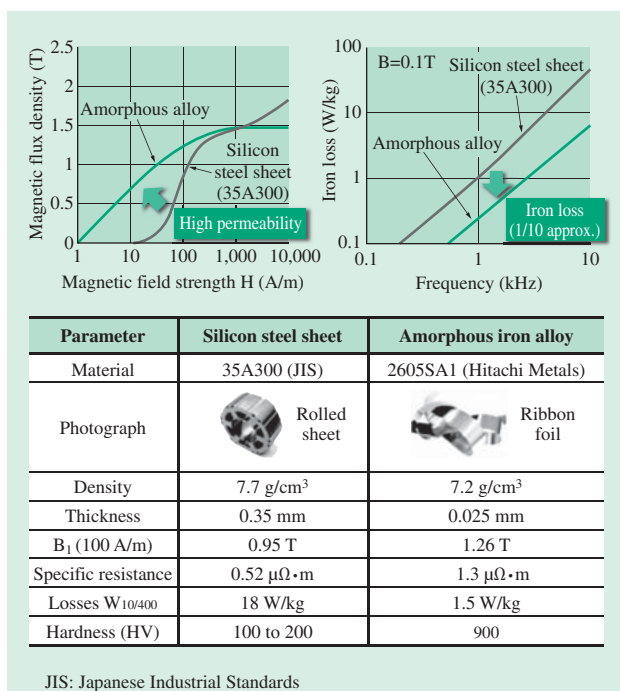 2.5
2
1.5
1
0.5
0
Magnetic flux density (T)
Amorphous alloy
Silicon
steel sheet
(35A300)
High permeability
1 10 100 1,000 10,000
Magnetic field strength H (A/m)
100
10
1
0.1
Iron loss (W/kg)
B=0.1T
Silicon steel sheet
(35A300)
Amorphous alloy
Iron loss
(1/10 approx.)
0.1 1 10
Frequency (kHz)
Parameter Silicon steel sheet Amorphous iron alloy
Material 35A300 (JIS) 2605SA1 (Hitachi Metals)
Photograph Rolled sheet Ribbon foil
Density 7.7 g/cm³ 7.2 g/cm³
Thickness 0.35 mm 0.025 mm
B₁ (100 A/m) 0.95 T 1.26 T
Specific resistance 0.52 μΩ•m 1.3 μΩ•m
Losses W₁₀/₄₀₀ 18 W/kg 1.5 W/kg
Hardness (HV) 100 to 200 900
JIS: Japanese Industrial Standards